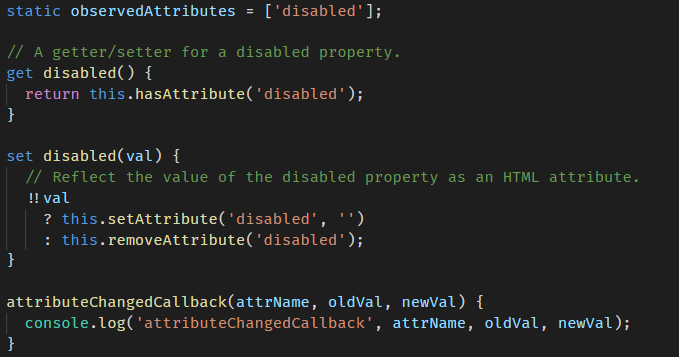 static observedAttributes = ['disabled'];
// A getter/setter for a disabled property.
get disabled() {
  return this.hasAttribute('disabled');
}
set disabled(val) {
  // Reflect the value of the disabled property as an HTML attribute.
  !!val
    ? this.setAttribute('disabled', '')
    : this.removeAttribute('disabled');
}
attributeChangedCallback(attrName, oldVal, newVal) {
  console.log('attributeChangedCallback', attrName, oldVal, newVal);
}